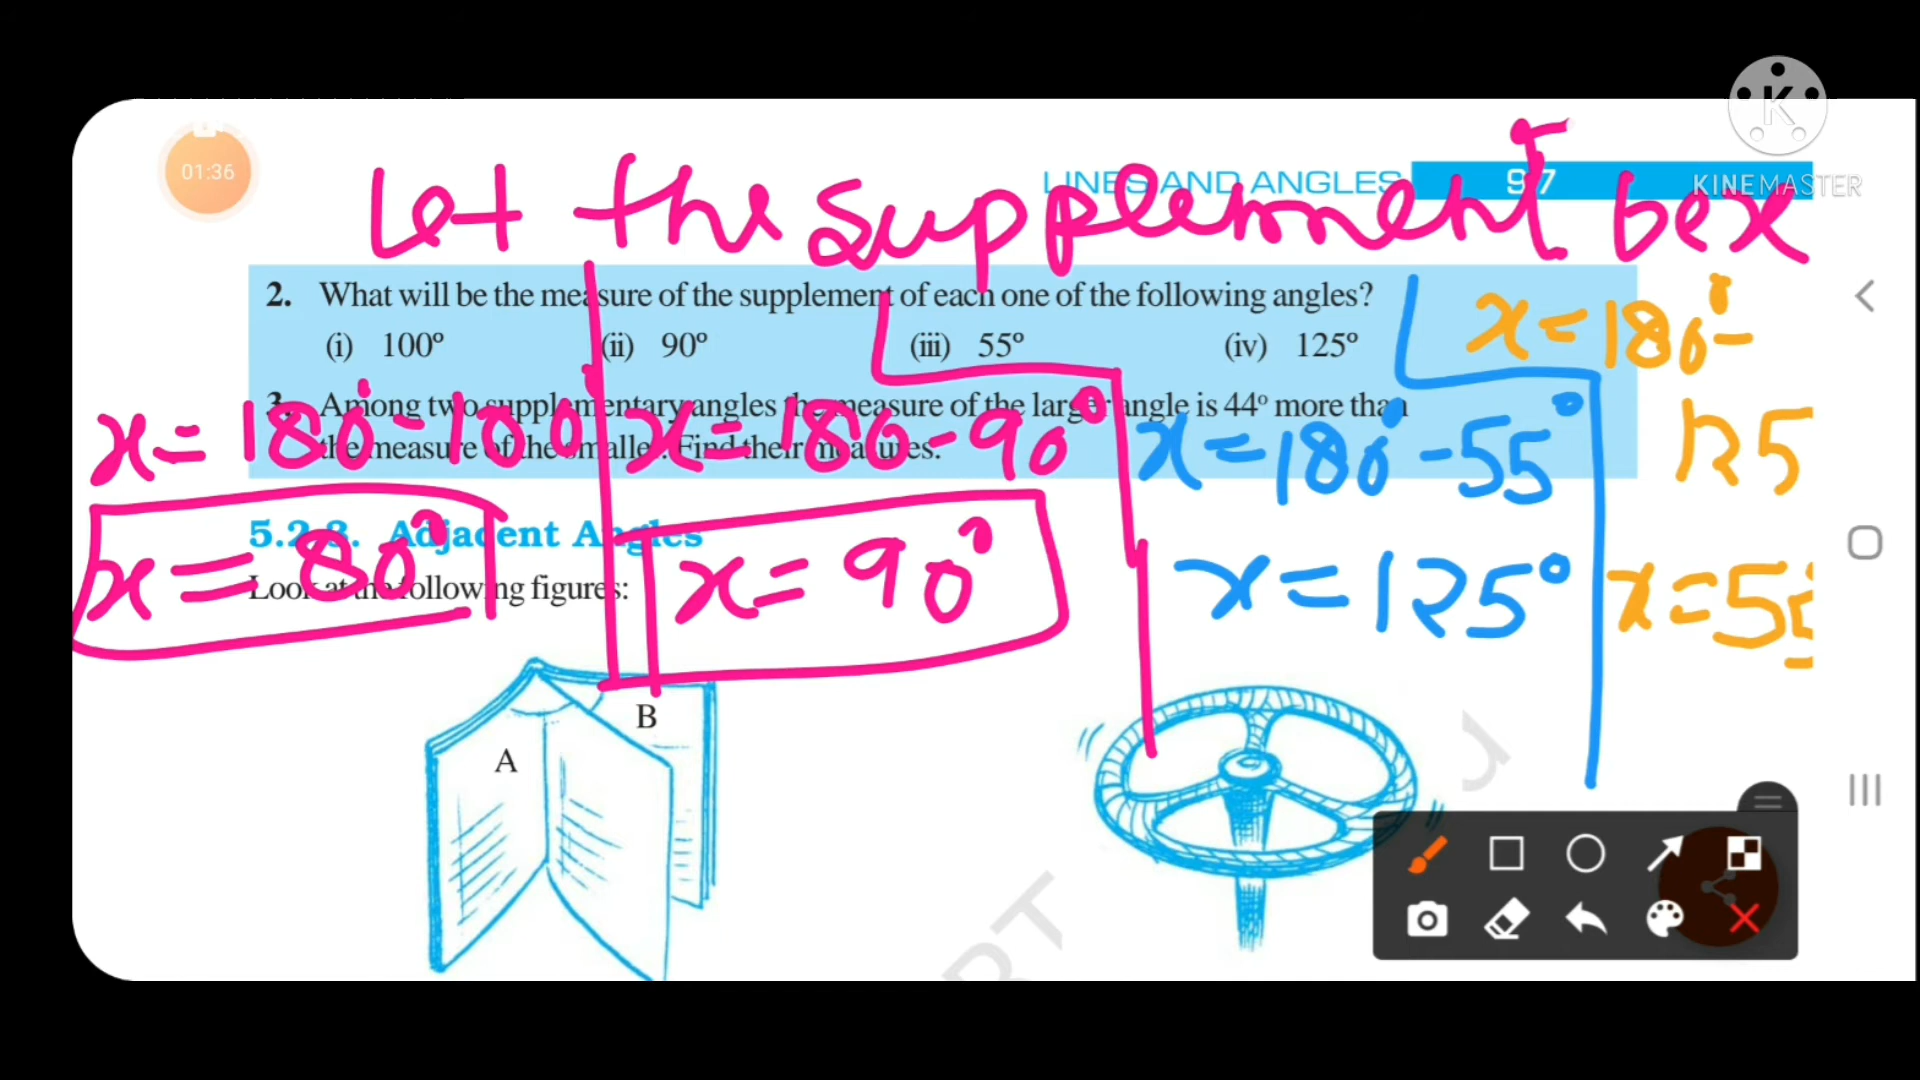 01:36
KINEMASTER
LINES AND ANGLES 97
Let the supplement be x
2. What will be the measure of the supplement of each one of the following angles?
(i) 100° (ii) 90° (iii) 55° (iv) 125°
3. Among two supplementary angles the measure of the larger angle is 44° more than
the measure of the smaller. Find their measures.
x = 180° - 100
x = 80°
x = 180 - 90°
x = 90°
x = 180° - 55°
x = 125°
x = 180° -
125
x = 55
5.2.3. Adjacent Angles
Look at the following figures:
A
B